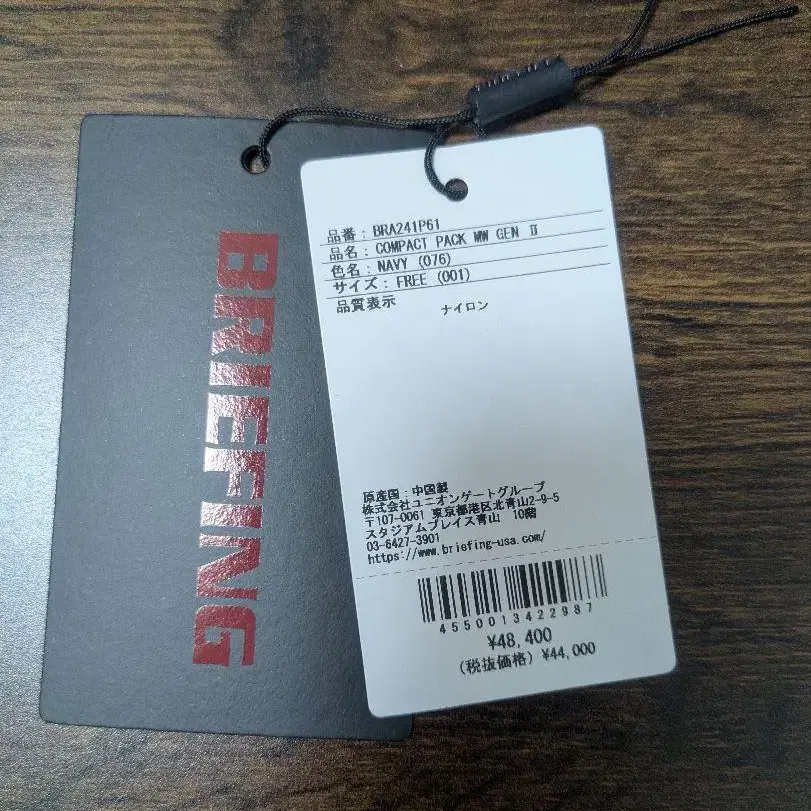 BRIEFING
品番：BRA241P61
品名：COMPACT PACK MW GEN Ⅱ
色名：NAVY (076)
サイズ：FREE (001)
品質表示 ナイロン
原産国：中国製
株式会社ユニオンゲートグループ
〒107-0061 東京都港区北青山2-9-5
スタジアムプレイス青山 10階
03-6427-3901
https://www.briefing-usa.com/
4550013422987
¥48,400
(税抜価格) ¥44,000